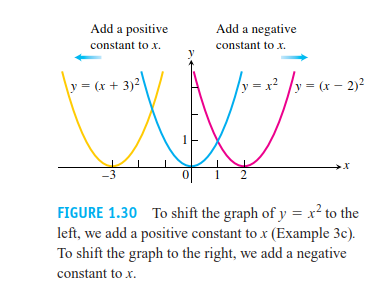 Add a positive
constant to x.
Add a negative
constant to x.
y
y = (x + 3)²
y = x²
y = (x − 2)²
1
x
−3
0
1
2
FIGURE 1.30 To shift the graph of y = x² to the
left, we add a positive constant to x (Example 3c).
To shift the graph to the right, we add a negative
constant to x.